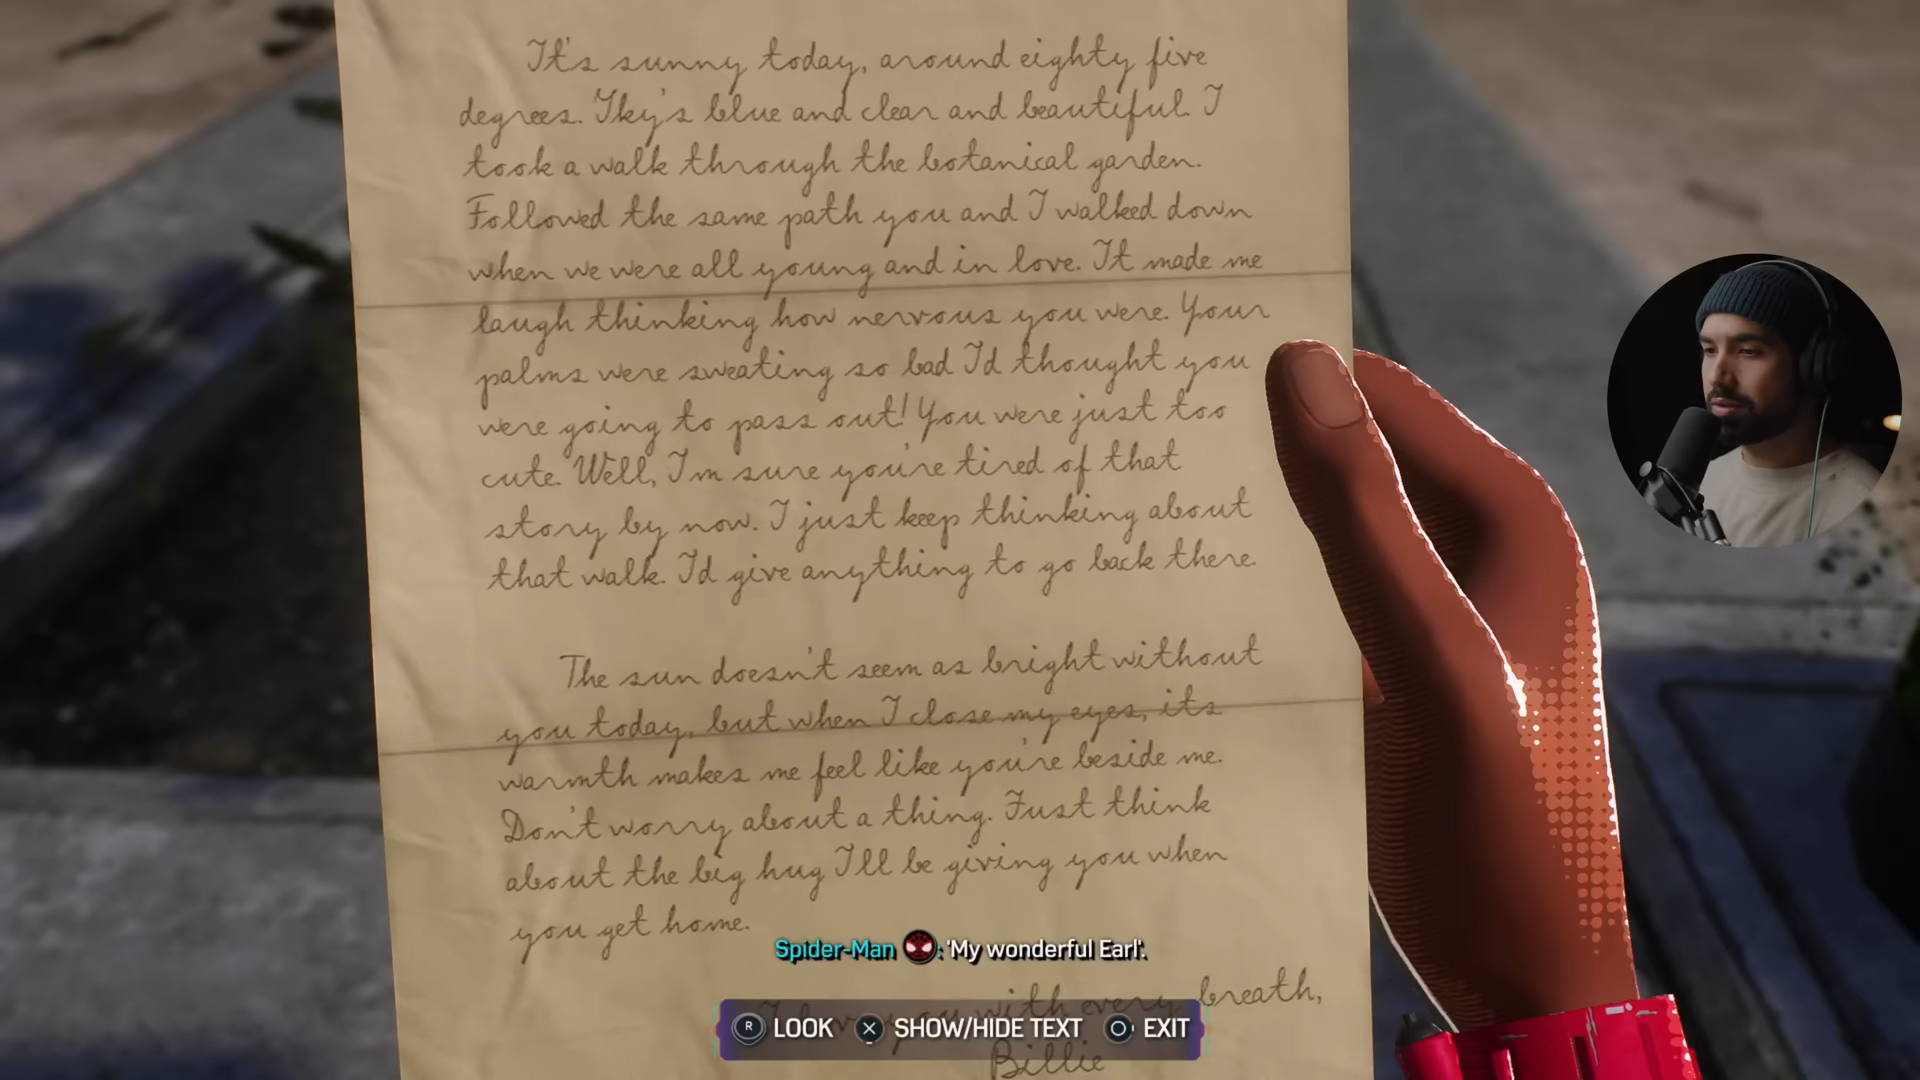 It's sunny today, around eighty five
degrees. Sky's blue and clear and beautiful. I
took a walk through the botanical garden.
Followed the same path you and I walked down
when we were all young and in love. It made me
laugh thinking how nervous you were. Your
palms were sweating so bad I'd thought you
were going to pass out! You were just too
cute. Well, I'm sure you're tired of that
story by now. I just keep thinking about
that walk. I'd give anything to go back there.
The sun doesn't seem as bright without
you today, but when I close my eyes, its
warmth makes me feel like you're beside me.
Don't worry about a thing. Just think
about the big hug I'll be giving you when
you get home.
Spider-Man : 'My wonderful Earl'.
I love you with every breath,
R LOOK SHOW/HIDE TEXT EXIT
Billie